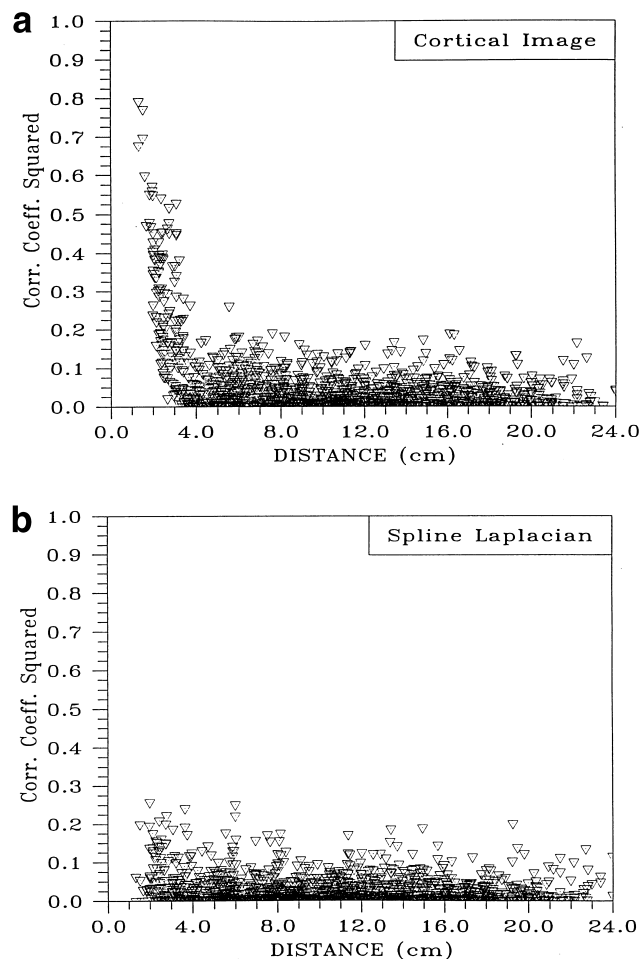 a
Cortical Image
1.0
0.9
0.8
0.7
0.6
0.5
0.4
0.3
0.2
0.1
0.0
Corr. Coeff. Squared
0.0 4.0 8.0 12.0 16.0 20.0 24.0
DISTANCE (cm)
b
Spline Laplacian
1.0
0.9
0.8
0.7
0.6
0.5
0.4
0.3
0.2
0.1
0.0
Corr. Coeff. Squared
0.0 4.0 8.0 12.0 16.0 20.0 24.0
DISTANCE (cm)